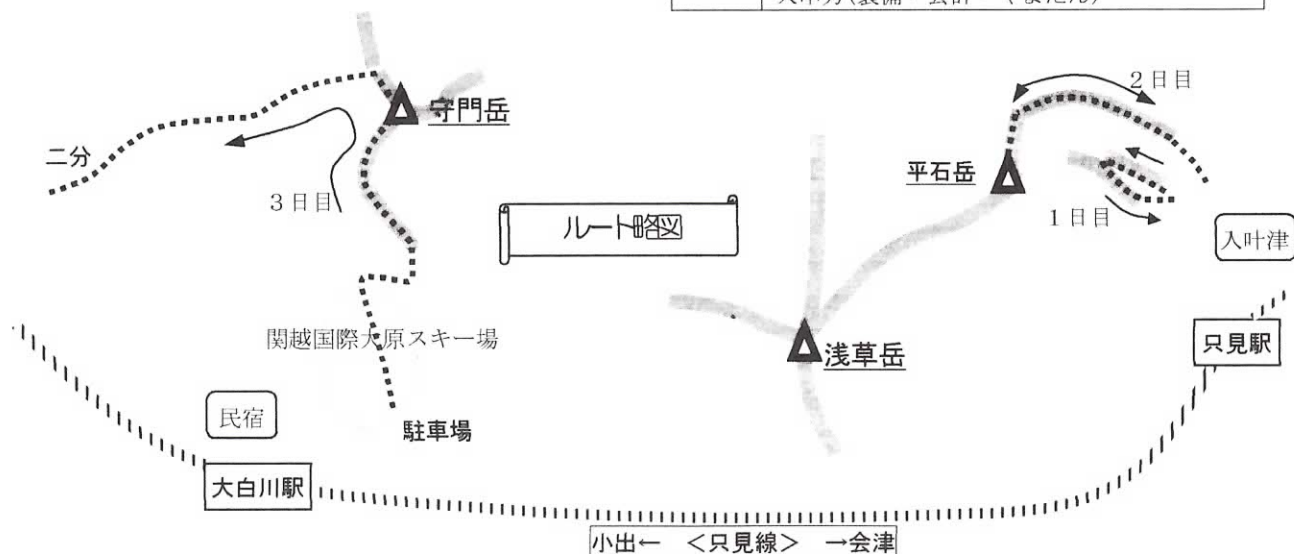 2日目
守門岳
二分
平石岳
3日目
1日目
ルート略図
入叶津
関越国際大原スキー場
浅草岳
只見駅
民宿
駐車場
大白川駅
小出← <只見線> →会津